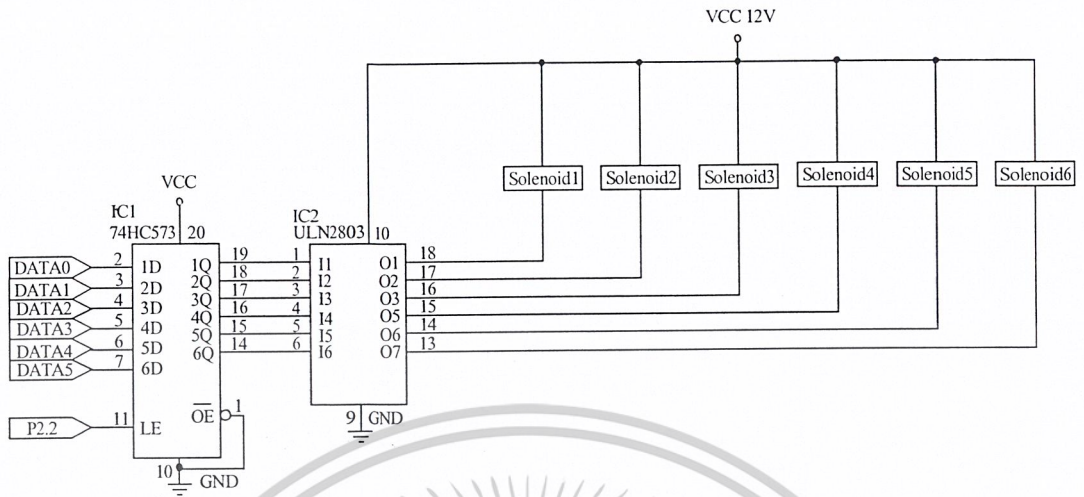 VCC 12V
Solenoid1 Solenoid2 Solenoid3 Solenoid4 Solenoid5 Solenoid6
VCC
IC1
74HC573 20
IC2
ULN2803 10
DATA0 2 1D 1Q 19 1 I1 O1 18
DATA1 3 2D 2Q 18 2 I2 O2 17
DATA2 4 3D 3Q 17 3 I3 O3 16
DATA3 5 4D 4Q 16 4 I4 O5 15
DATA4 6 5D 5Q 15 5 I5 O6 14
DATA5 7 6D 6Q 14 6 I6 O7 13
P2.2 11 LE OE 1
9 GND
10 GND